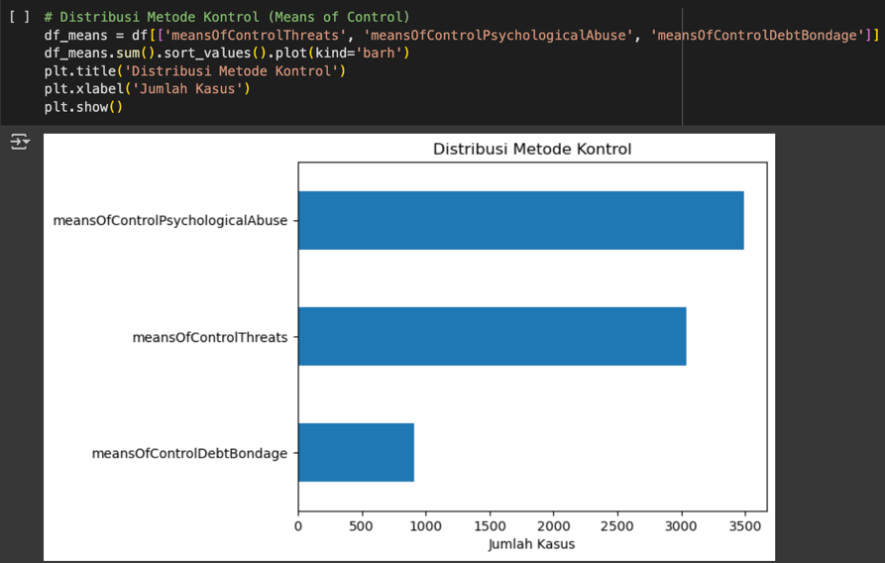 [ ] # Distribusi Metode Kontrol (Means of Control)
df_means = df[['meansOfControlThreats', 'meansOfControlPsychologicalAbuse', 'meansOfControlDebtBondage']]
df_means.sum().sort_values().plot(kind='barh')
plt.title('Distribusi Metode Kontrol')
plt.xlabel('Jumlah Kasus')
plt.show()
Distribusi Metode Kontrol
meansOfControlPsychologicalAbuse
meansOfControlThreats
meansOfControlDebtBondage
0 500 1000 1500 2000 2500 3000 3500
Jumlah Kasus